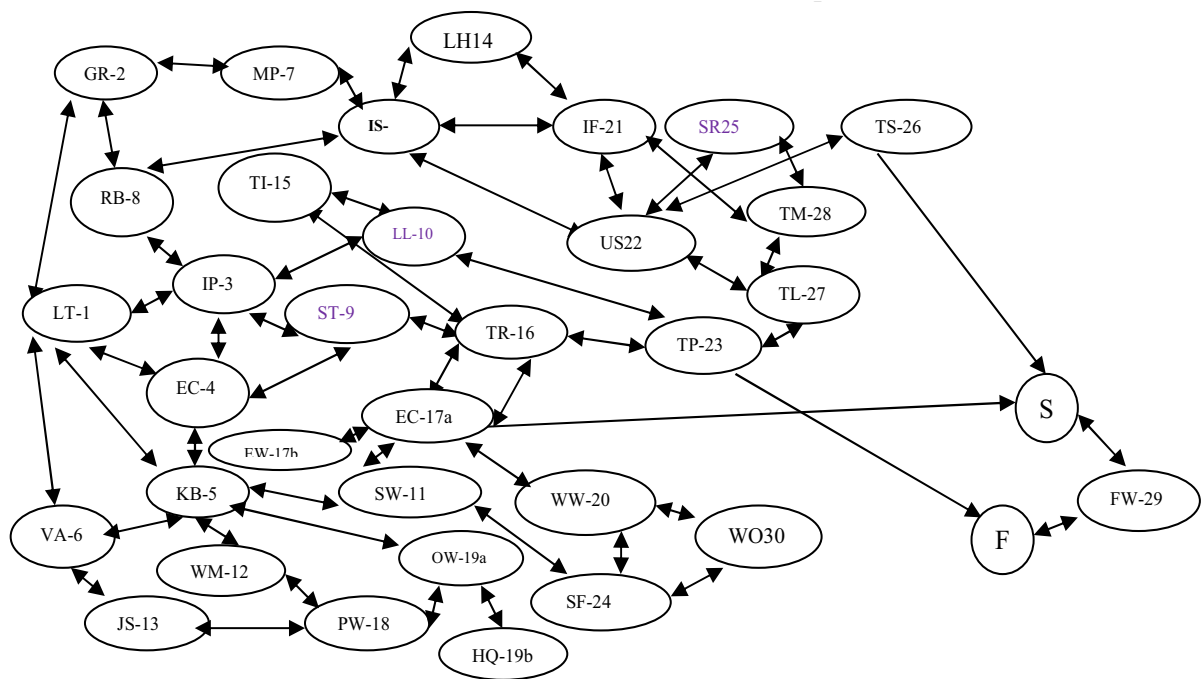 LH14
GR-2
MP-7
IS-
IF-21
SR25
TS-26
TI-15
RB-8
TM-28
LL-10
US22
IP-3
TL-27
LT-1
ST-9
TR-16
TP-23
EC-4
S
EC-17a
KB-5
SW-11
WW-20
FW-29
VA-6
WO30
F
OW-19a
WM-12
SF-24
JS-13
PW-18
HQ-19b